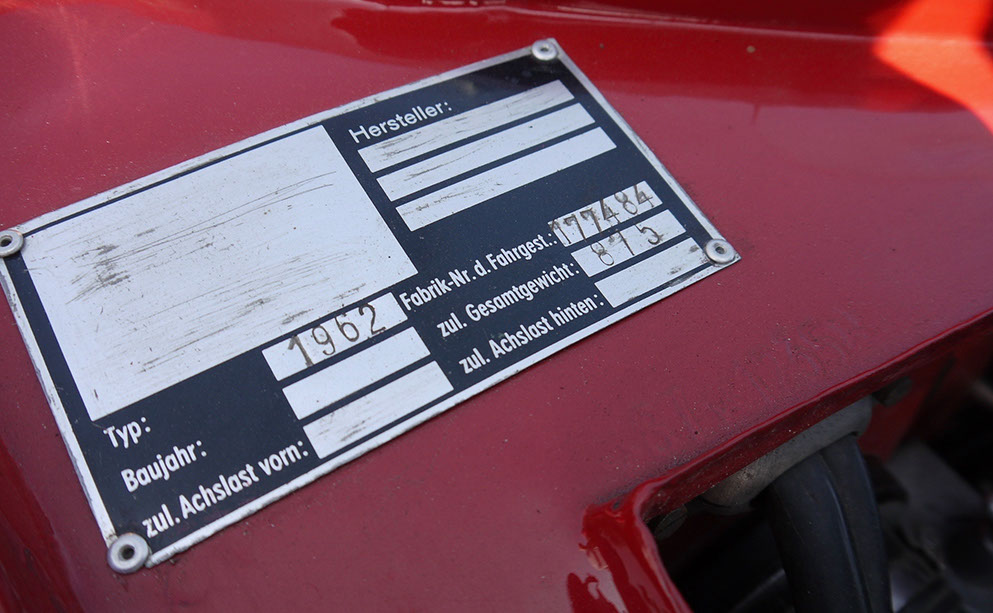 Hersteller:
Typ: 1962
Baujahr:
zul. Achslast vorn:
Fabrik-Nr. d. Fahrgest.: 177484
zul. Gesamtgewicht: 815
zul. Achslast hinten: